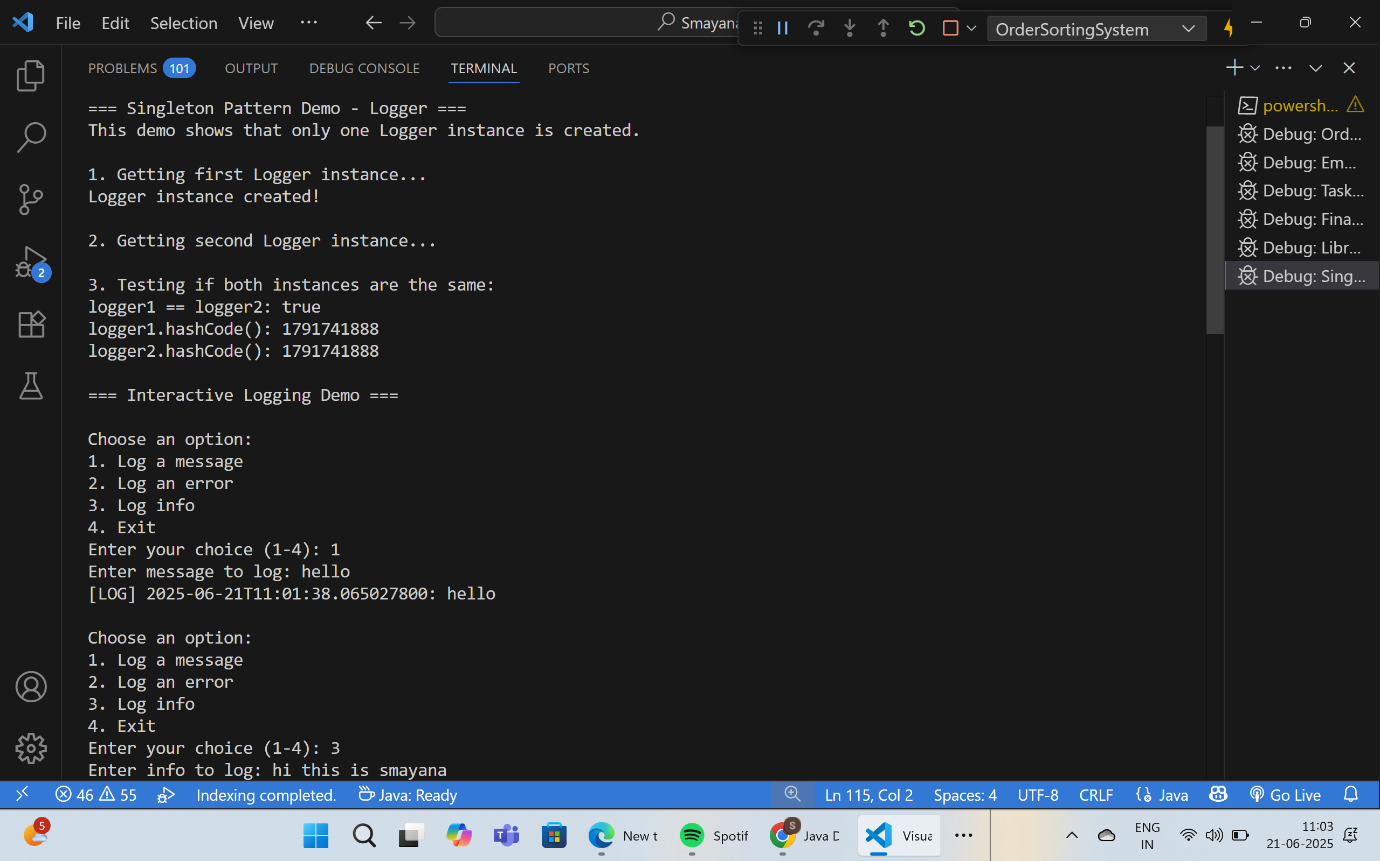 File Edit Selection View ··· Smayana OrderSortingSystem
PROBLEMS 101 OUTPUT DEBUG CONSOLE TERMINAL PORTS
=== Singleton Pattern Demo - Logger ===
This demo shows that only one Logger instance is created.
1. Getting first Logger instance...
Logger instance created!
2. Getting second Logger instance...
3. Testing if both instances are the same:
logger1 == logger2: true
logger1.hashCode(): 1791741888
logger2.hashCode(): 1791741888
=== Interactive Logging Demo ===
Choose an option:
1. Log a message
2. Log an error
3. Log info
4. Exit
Enter your choice (1-4): 1
Enter message to log: hello
[LOG] 2025-06-21T11:01:38.065027800: hello
Choose an option:
1. Log a message
2. Log an error
3. Log info
4. Exit
Enter your choice (1-4): 3
Enter info to log: hi this is smayana
powersh...
Debug: Ord...
Debug: Em...
Debug: Task...
Debug: Fina...
Debug: Libr...
Debug: Sing...
2
46 55 Indexing completed. Java: Ready Ln 115, Col 2 Spaces: 4 UTF-8 CRLF Java Go Live
5 New t Spotif S Java D Visua ENG IN 11:03 21-06-2025